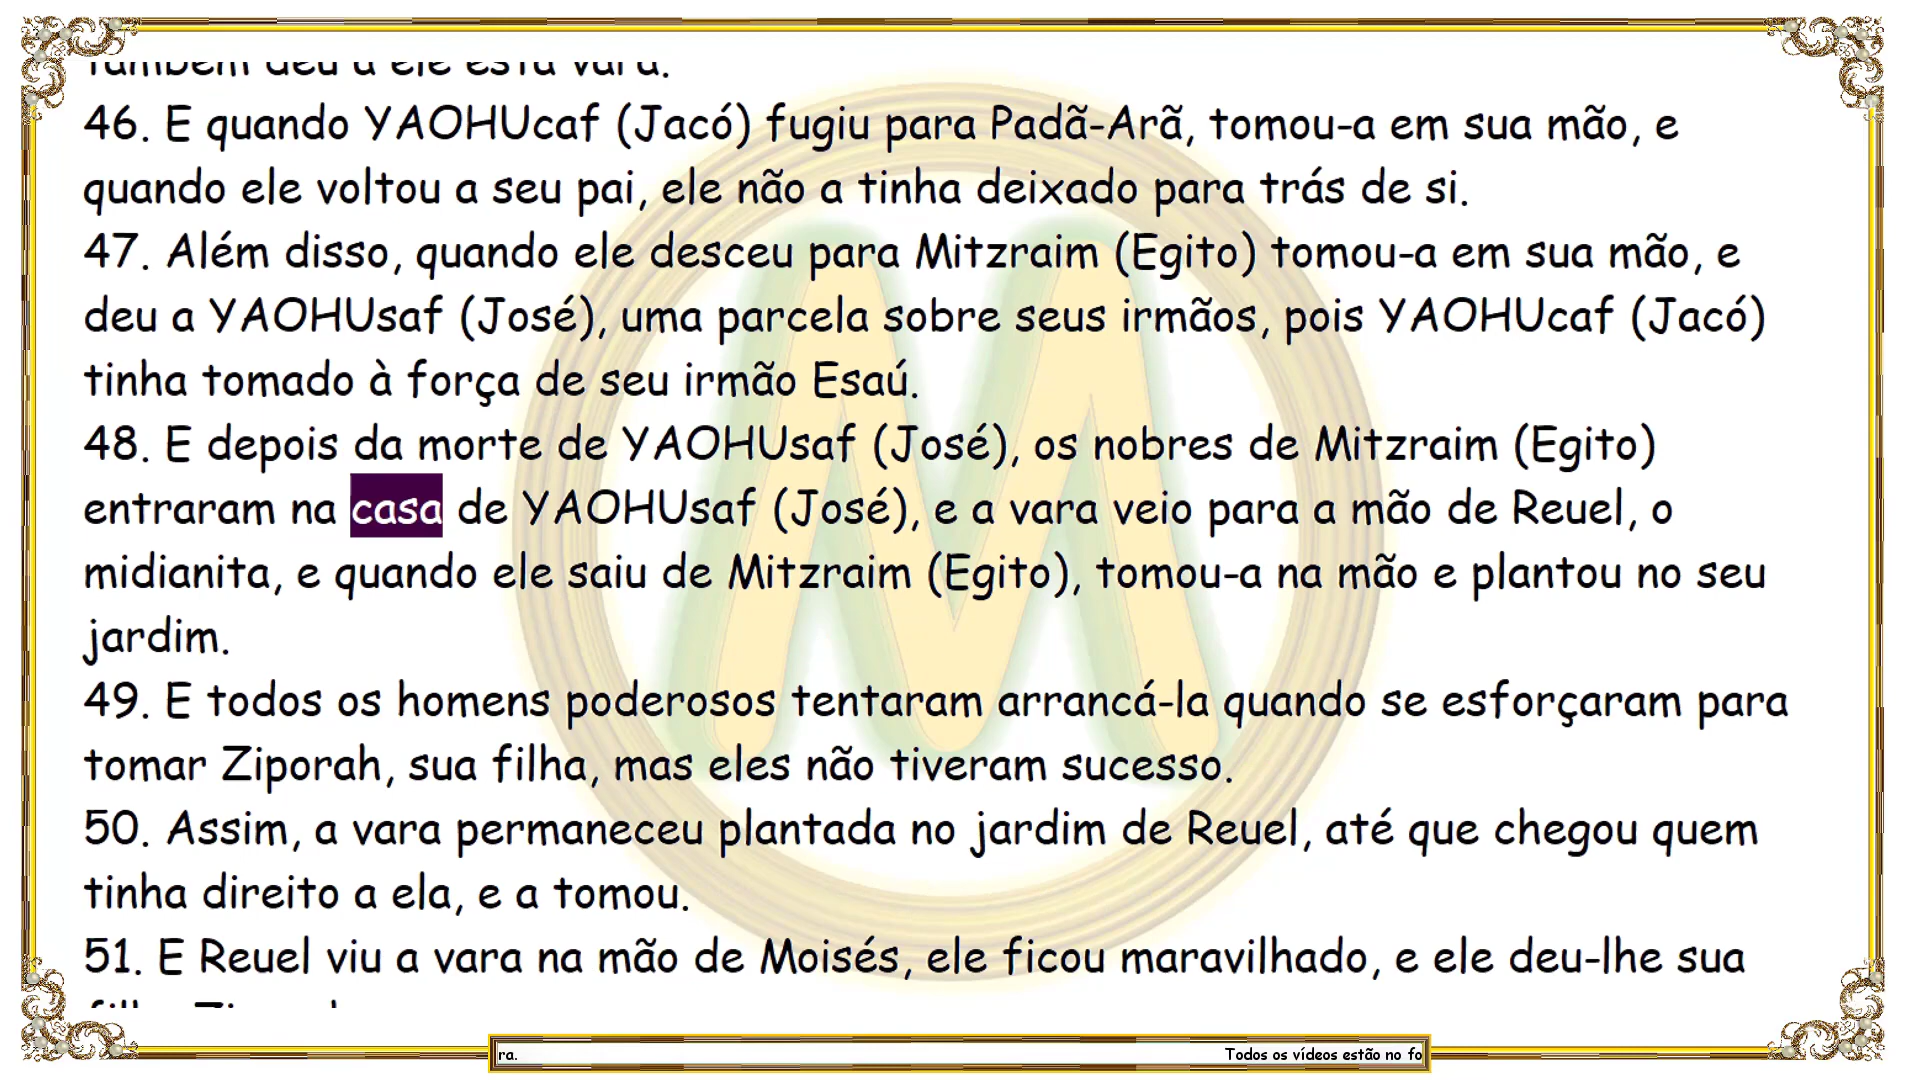 também deu a ele esta vara.
46. E quando YAOHUcaf (Jacó) fugiu para Padã-Arã, tomou-a em sua mão, e
quando ele voltou a seu pai, ele não a tinha deixado para trás de si.
47. Além disso, quando ele desceu para Mitzraim (Egito) tomou-a em sua mão, e
deu a YAOHUsaf (José), uma parcela sobre seus irmãos, pois YAOHUcaf (Jacó)
tinha tomado à força de seu irmão Esaú.
48. E depois da morte de YAOHUsaf (José), os nobres de Mitzraim (Egito)
entraram na casa de YAOHUsaf (José), e a vara veio para a mão de Reuel, o
midianita, e quando ele saiu de Mitzraim (Egito), tomou-a na mão e plantou no seu
jardim.
49. E todos os homens poderosos tentaram arrancá-la quando se esforçaram para
tomar Ziporah, sua filha, mas eles não tiveram sucesso.
50. Assim, a vara permaneceu plantada no jardim de Reuel, até que chegou quem
tinha direito a ela, e a tomou.
51. E Reuel viu a vara na mão de Moisés, ele ficou maravilhado, e ele deu-lhe sua
ra. Todos os vídeos estão no fo